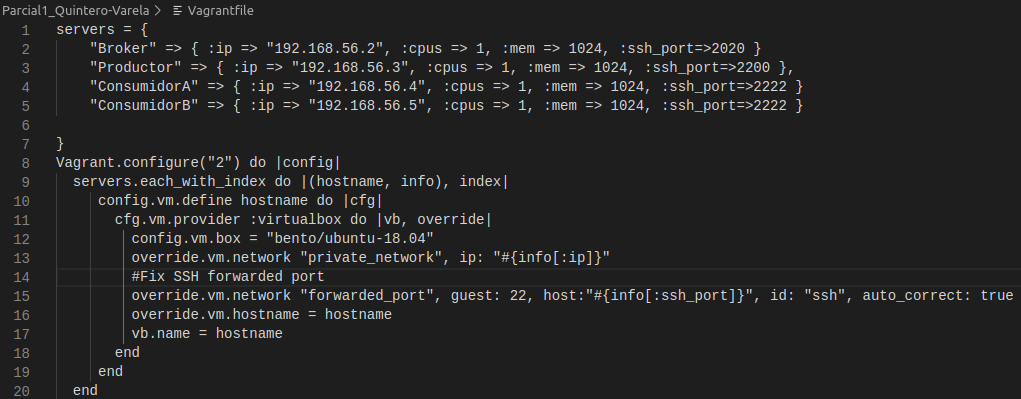 Parcial1_Quintero-Varela > Vagrantfile
1 servers = {
2 "Broker" => { :ip => "192.168.56.2", :cpus => 1, :mem => 1024, :ssh_port=>2020 }
3 "Productor" => { :ip => "192.168.56.3", :cpus => 1, :mem => 1024, :ssh_port=>2200 },
4 "ConsumidorA" => { :ip => "192.168.56.4", :cpus => 1, :mem => 1024, :ssh_port=>2222 }
5 "ConsumidorB" => { :ip => "192.168.56.5", :cpus => 1, :mem => 1024, :ssh_port=>2222 }
6
7 }
8 Vagrant.configure("2") do |config|
9 servers.each_with_index do |(hostname, info), index|
10 config.vm.define hostname do |cfg|
11 cfg.vm.provider :virtualbox do |vb, override|
12 config.vm.box = "bento/ubuntu-18.04"
13 override.vm.network "private_network", ip: "#{info[:ip]}"
14 #Fix SSH forwarded port
15 override.vm.network "forwarded_port", guest: 22, host:"#{info[:ssh_port]}", id: "ssh", auto_correct: true
16 override.vm.hostname = hostname
17 vb.name = hostname
18 end
19 end
20 end